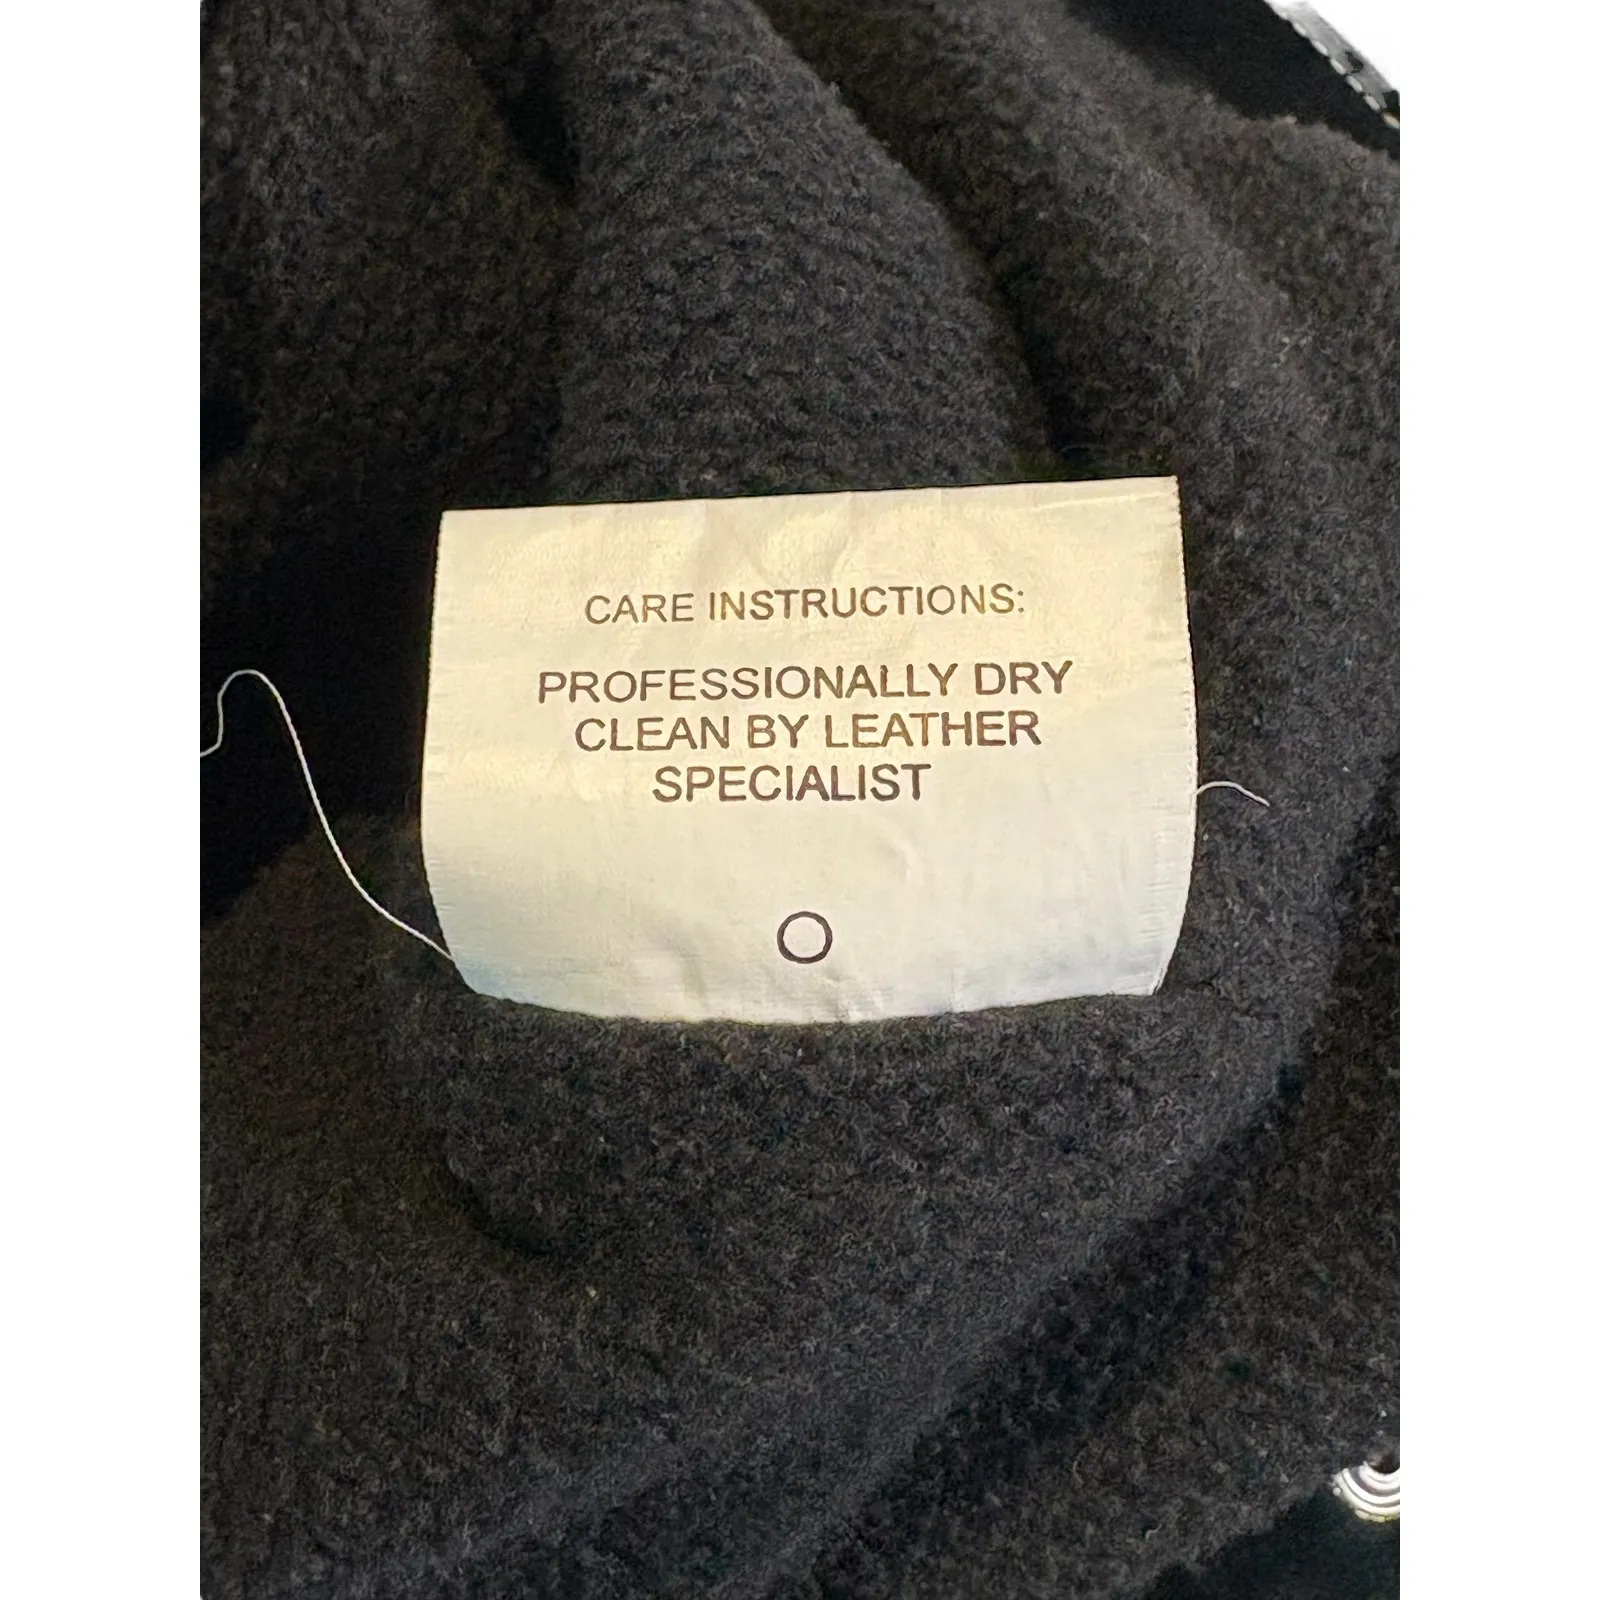 CARE INSTRUCTIONS:
PROFESSIONALLY DRY
CLEAN BY LEATHER
SPECIALIST